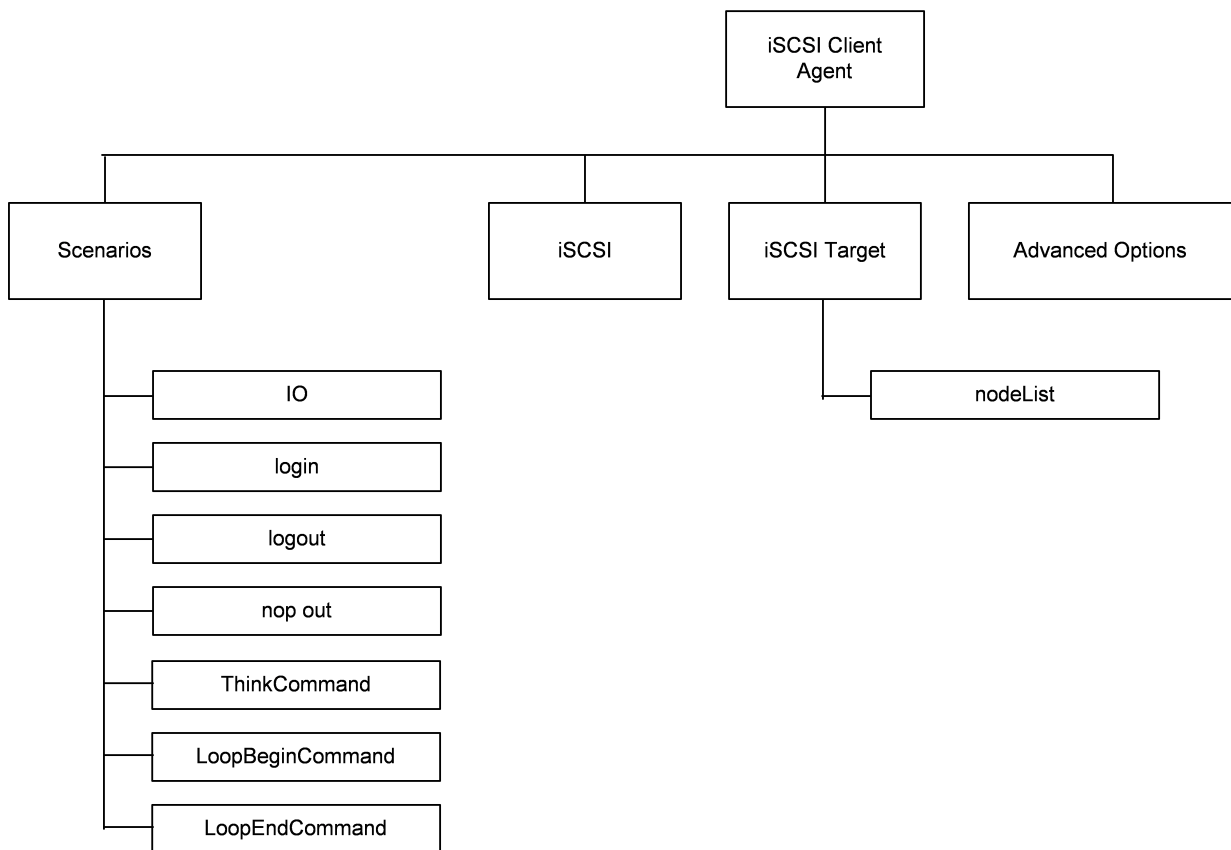 iSCSI Client
Agent
Scenarios
iSCSI
iSCSI Target
Advanced Options
IO
nodeList
login
logout
nop out
ThinkCommand
LoopBeginCommand
LoopEndCommand